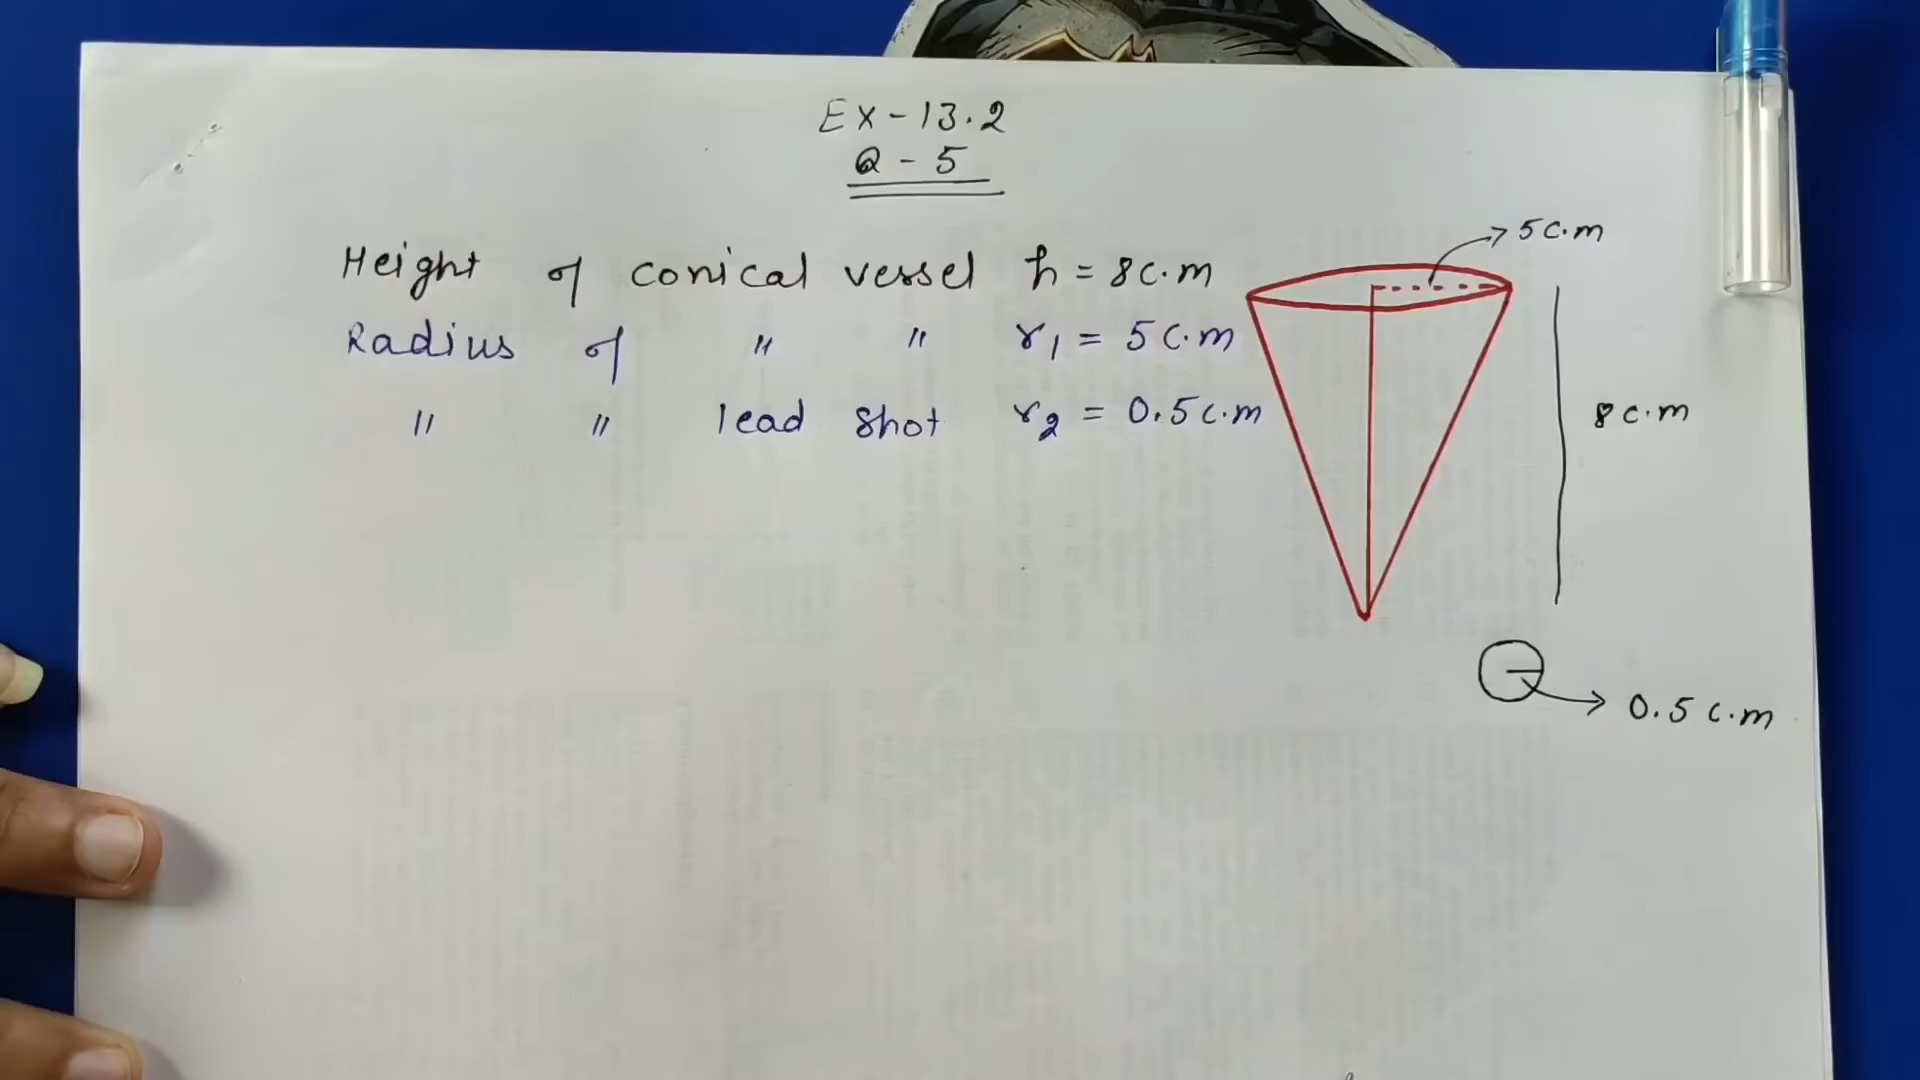 Ex-13.2
Q-5
Height of conical vessel h = 8c.m
Radius of " " r1 = 5c.m
" " lead shot r2 = 0.5c.m
5c.m
8c.m
0.5c.m